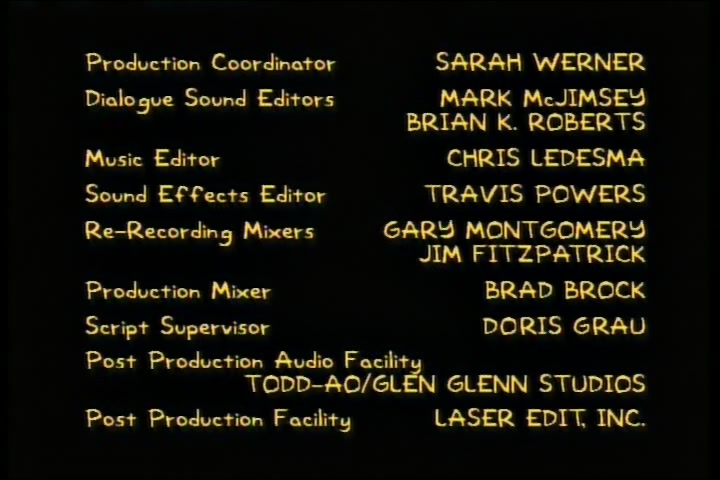 Production Coordinator SARAH WERNER
Dialogue Sound Editors MARK McJIMSEY
BRIAN K. ROBERTS
Music Editor CHRIS LEDESMA
Sound Effects Editor TRAVIS POWERS
Re-Recording Mixers GARY MONTGOMERY
JIM FITZPATRICK
Production Mixer BRAD BROCK
Script Supervisor DORIS GRAU
Post Production Audio Facility
TODD-AO/GLEN GLENN STUDIOS
Post Production Facility LASER EDIT, INC.